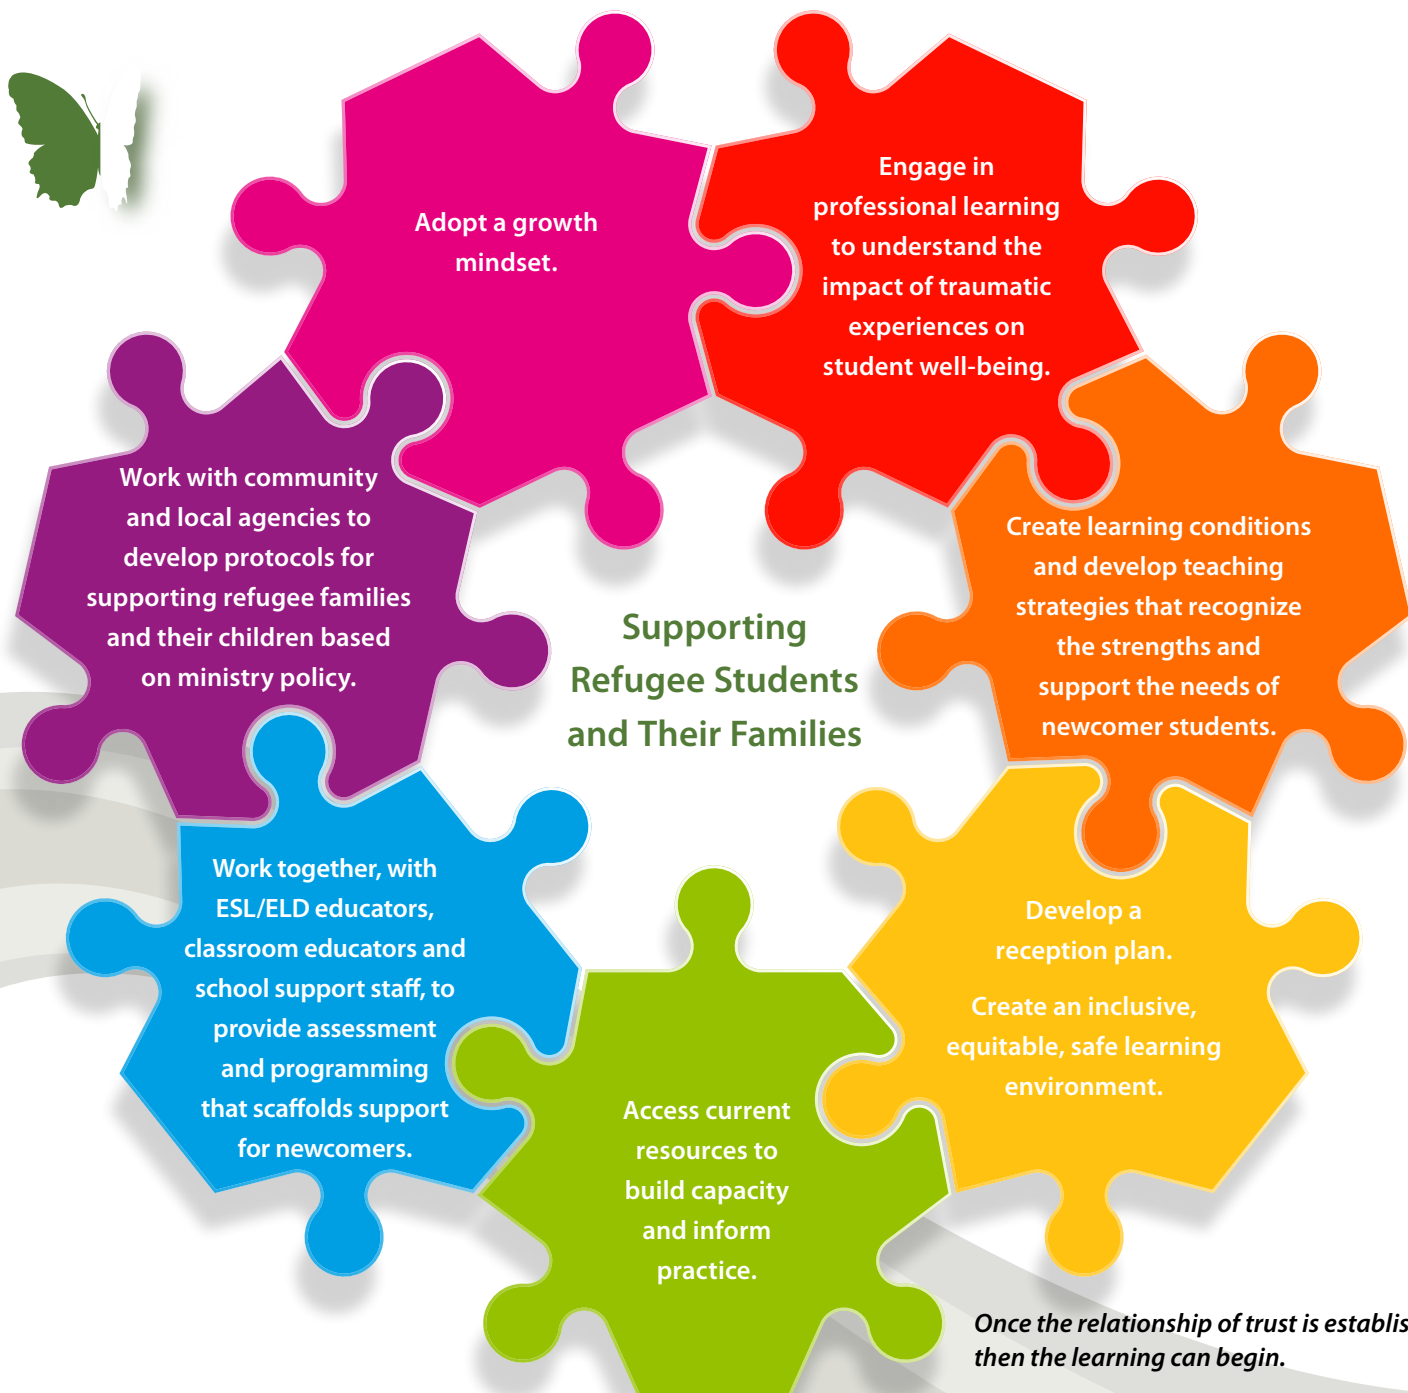 Adopt a growth
mindset.
Engage in
professional learning
to understand the
impact of traumatic
experiences on
student well-being.
Work with community
and local agencies to
develop protocols for
supporting refugee families
and their children based
on ministry policy.
Create learning conditions
and develop teaching
strategies that recognize
the strengths and
support the needs of
newcomer students.
Supporting
Refugee Students
and Their Families
Work together, with
ESL/ELD educators,
classroom educators and
school support staff, to
provide assessment
and programming
that scaffolds support
for newcomers.
Develop a
reception plan.
Create an inclusive,
equitable, safe learning
environment.
Access current
resources to
build capacity
and inform
practice.
Once the relationship of trust is
then the learning can begin.